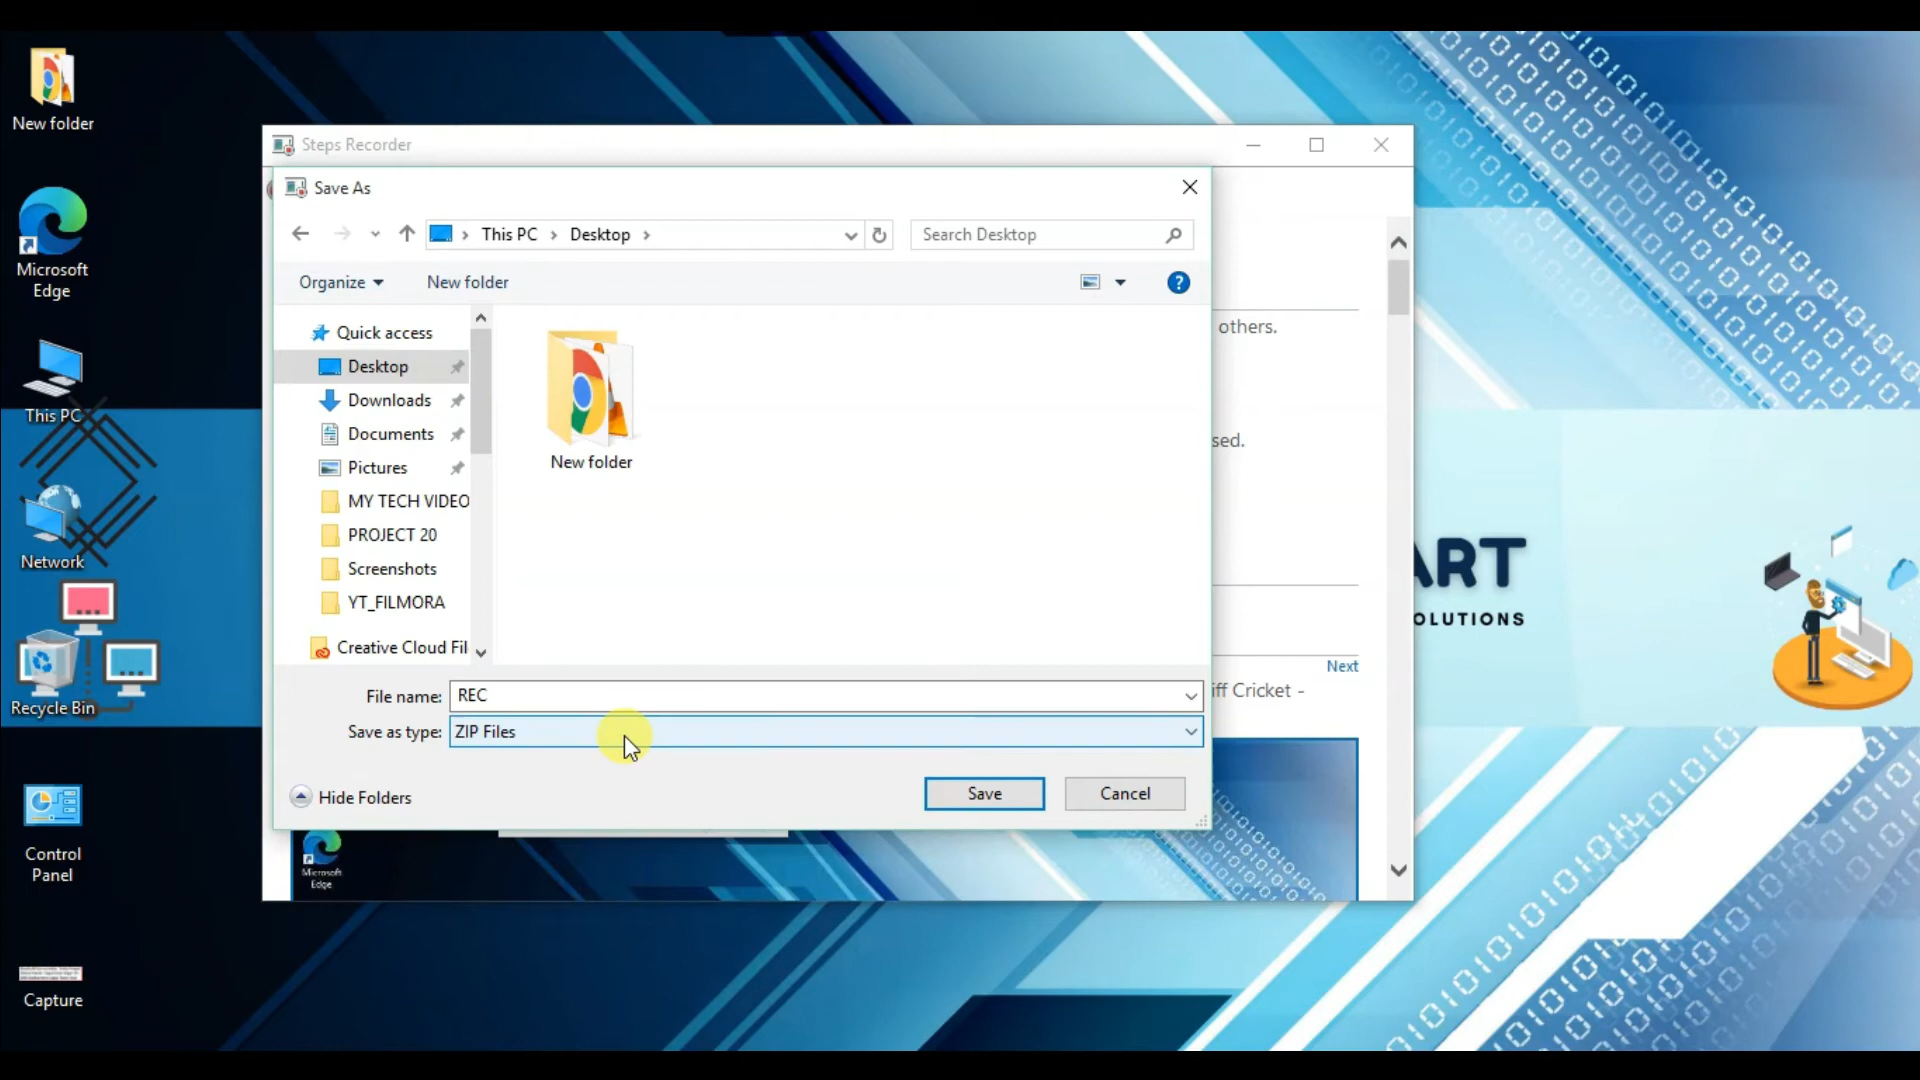 New folder
Microsoft
Edge
This PC
Network
Recycle Bin
Control
Panel
Capture
Steps Recorder
Save As
This PC
Desktop
Search Desktop
Organize
New folder
?
Quick access
Desktop
Downloads
Documents
Pictures
MY TECH VIDEO
PROJECT 20
Screenshots
YT_FILMORA
Creative Cloud Fil
New folder
File name: REC
Save as type: ZIP Files
Hide Folders
Save
Cancel
others.
sed.
Next
iff Cricket -
Microsoft
Edge
ART
OLUTIONS